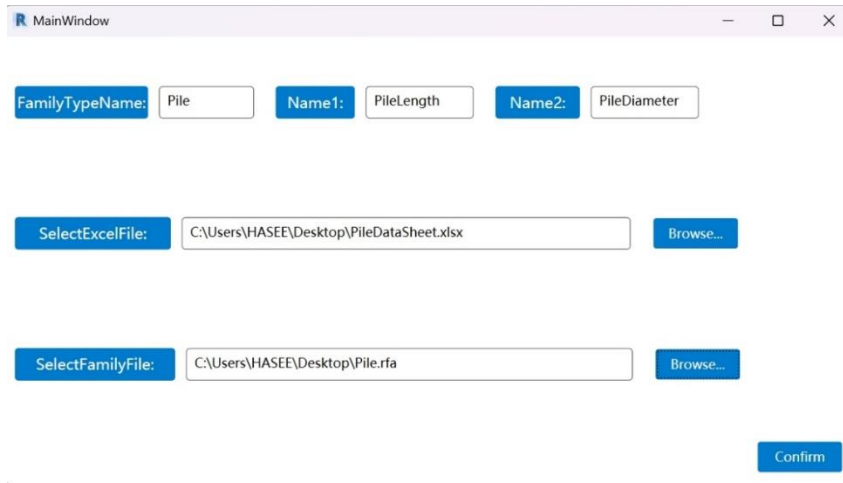 R MainWindow
FamilyTypeName: Pile Name1: PileLength Name2: PileDiameter
SelectExcelFile: C:\Users\HASEE\Desktop\PileDataSheet.xlsx Browse...
SelectFamilyFile: C:\Users\HASEE\Desktop\Pile.rfa Browse...
Confirm